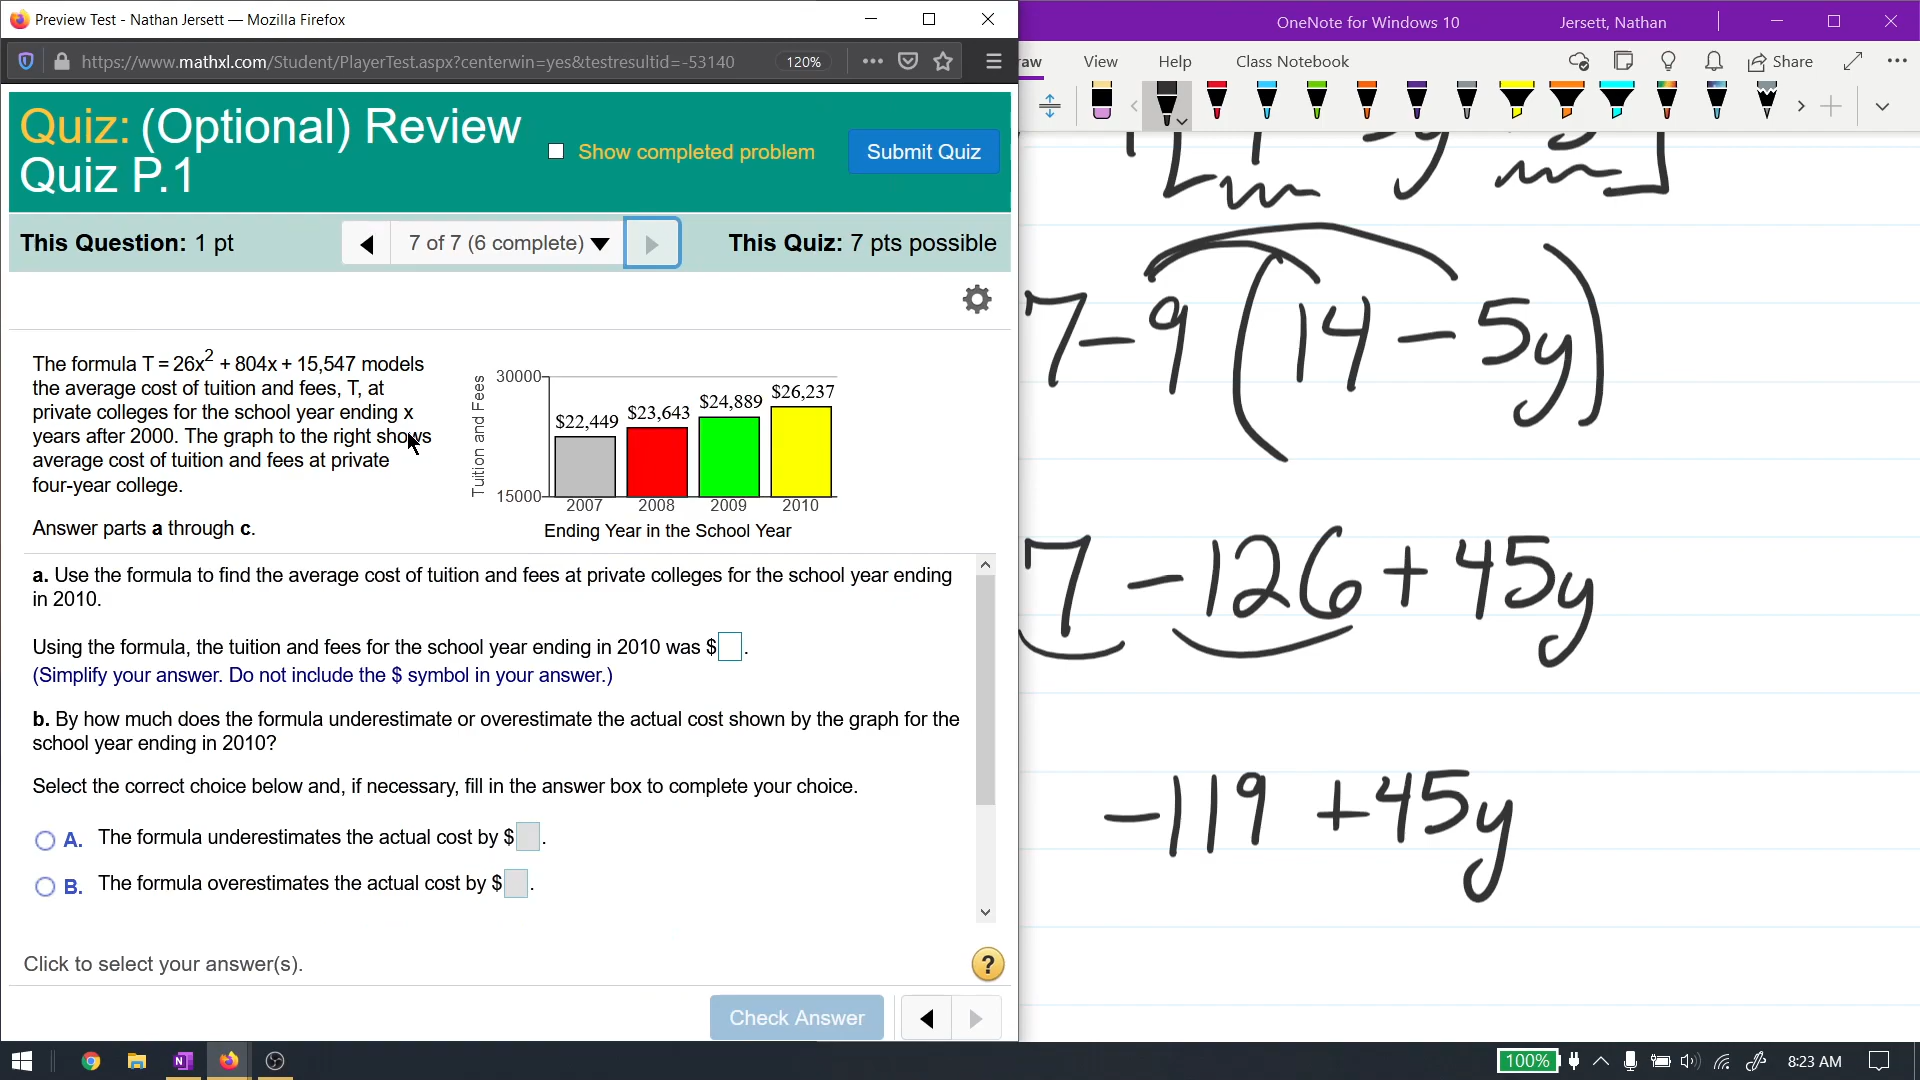 Preview Test - Nathan Jersett — Mozilla Firefox
OneNote for Windows 10
Jersett, Nathan
https://www.mathxl.com/Student/PlayerTest.aspx?centerwin=yes&testresultid=-53140
120%
View
Help
Class Notebook
Share
Quiz: (Optional) Review
Quiz P.1
Show completed problem
Submit Quiz
This Question: 1 pt
7 of 7 (6 complete)
This Quiz: 7 pts possible
The formula T = 26x² + 804x + 15,547 models
the average cost of tuition and fees, T, at
private colleges for the school year ending x
years after 2000. The graph to the right shows
average cost of tuition and fees at private
four-year college.
Answer parts a through c.
Tuition and Fees
30000
15000
$22,449
$23,643
$24,889
$26,237
2007
2008
2009
2010
Ending Year in the School Year
a. Use the formula to find the average cost of tuition and fees at private colleges for the school year ending
in 2010.
Using the formula, the tuition and fees for the school year ending in 2010 was $ .
(Simplify your answer. Do not include the $ symbol in your answer.)
b. By how much does the formula underestimate or overestimate the actual cost shown by the graph for the
school year ending in 2010?
Select the correct choice below and, if necessary, fill in the answer box to complete your choice.
A. The formula underestimates the actual cost by $ .
B. The formula overestimates the actual cost by $ .
Click to select your answer(s).
?
Check Answer
7 - 9 (14 - 5y)
7 - 126 + 45y
-119 + 45y
100%
8:23 AM